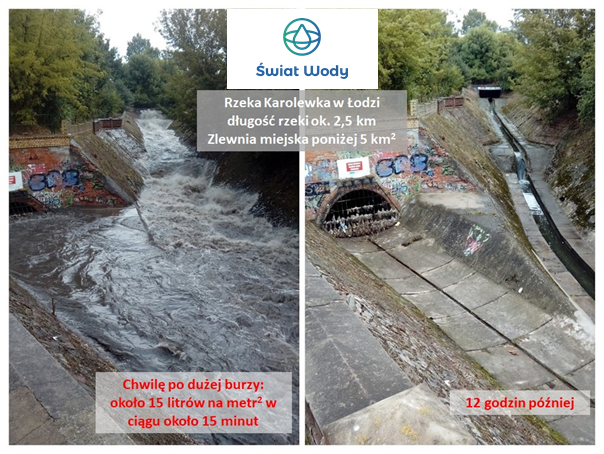 Świat Wody
Rzeka Karolewka w Łodzi
długość rzeki ok. 2,5 km
Zlewnia miejska poniżej 5 km²
Chwilę po dużej burzy:
około 15 litrów na metr² w
ciągu około 15 minut
12 godzin później